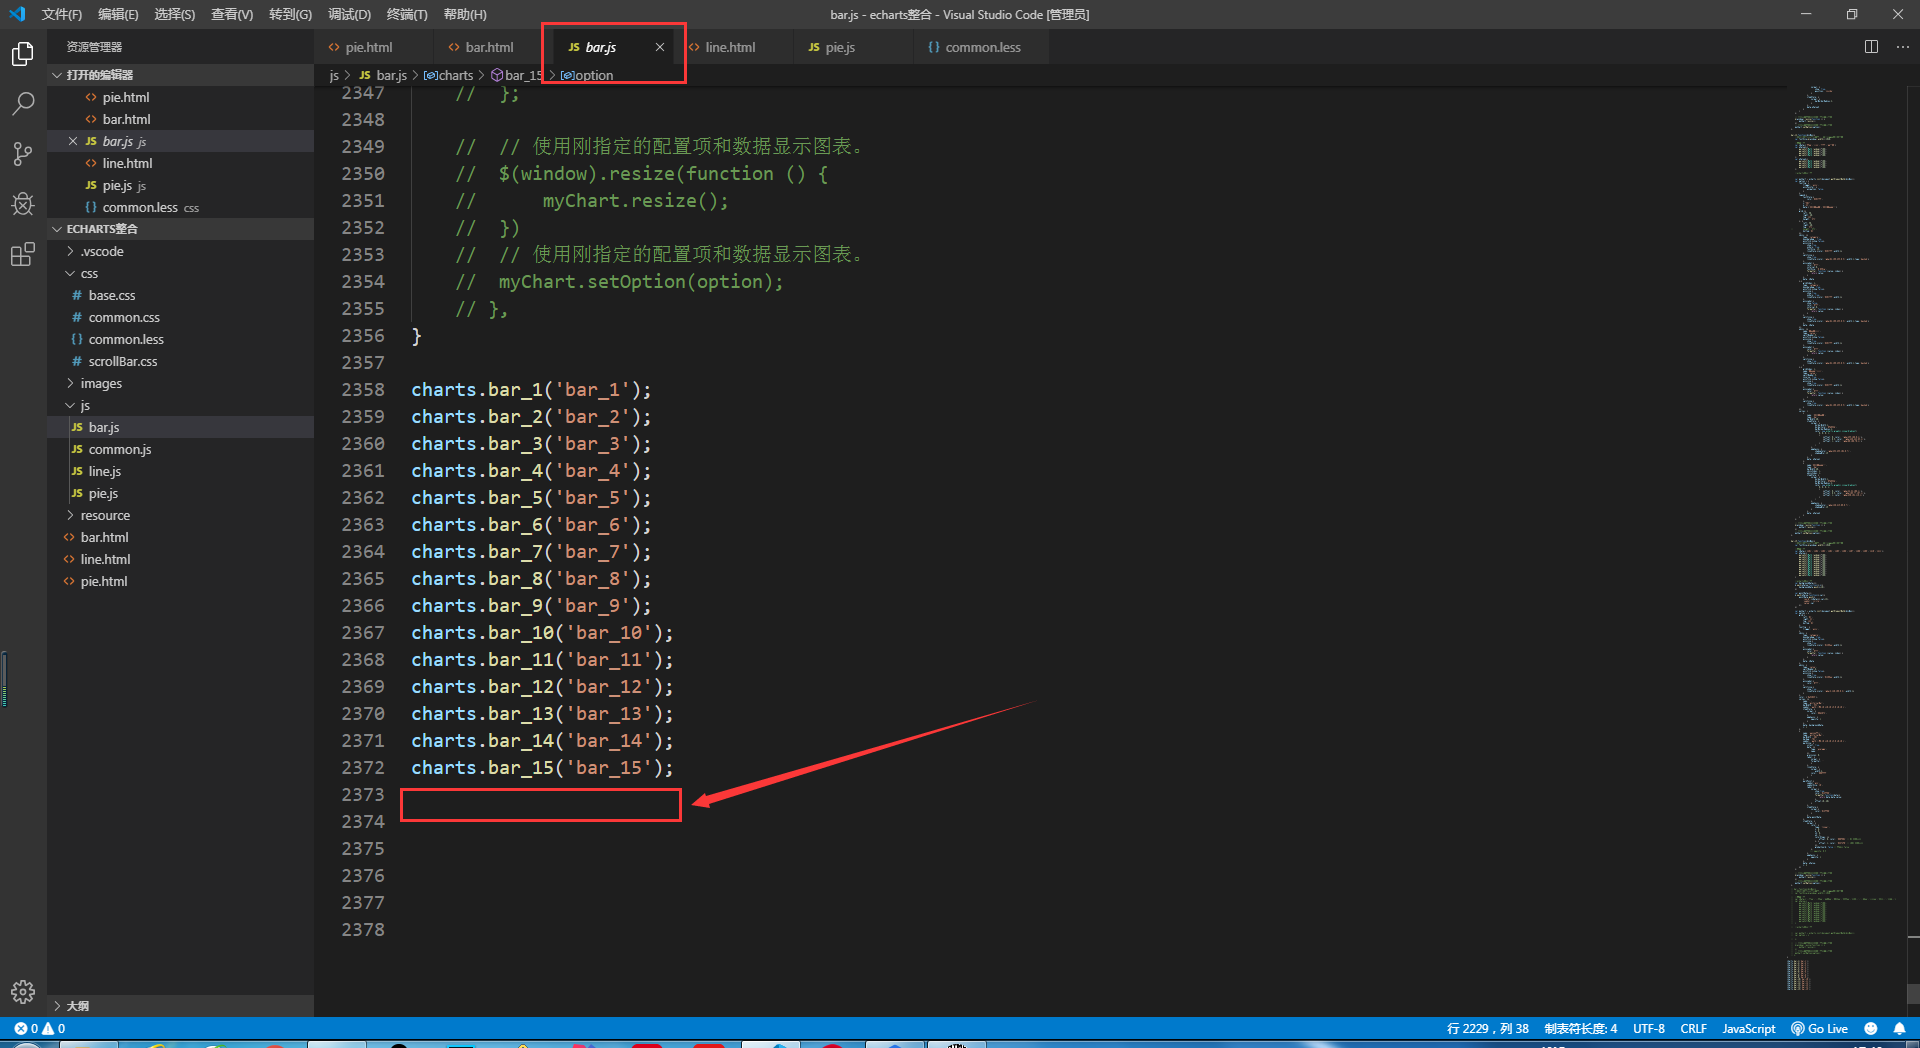 文件(F) 编辑(E) 选择(S) 查看(V) 转到(G) 调试(D) 终端(T) 帮助(H) bar.js - echarts整合 - Visual Studio Code [管理员]
资源管理器
打开的编辑器
pie.html
bar.html
bar.js js
line.html
pie.js js
common.less css
ECHARTS整合
.vscode
css
base.css
common.css
common.less
scrollBar.css
images
js
bar.js
common.js
line.js
pie.js
resource
bar.html
line.html
pie.html
大纲
pie.html bar.html JS bar.js line.html JS pie.js {} common.less
js > JS bar.js > charts > bar_15 > option
2347 // };
2348
2349 // // 使用刚指定的配置项和数据显示图表。
2350 // $(window).resize(function () {
2351 // myChart.resize();
2352 // })
2353 // // 使用刚指定的配置项和数据显示图表。
2354 // myChart.setOption(option);
2355 // },
2356 }
2357
2358 charts.bar_1('bar_1');
2359 charts.bar_2('bar_2');
2360 charts.bar_3('bar_3');
2361 charts.bar_4('bar_4');
2362 charts.bar_5('bar_5');
2363 charts.bar_6('bar_6');
2364 charts.bar_7('bar_7');
2365 charts.bar_8('bar_8');
2366 charts.bar_9('bar_9');
2367 charts.bar_10('bar_10');
2368 charts.bar_11('bar_11');
2369 charts.bar_12('bar_12');
2370 charts.bar_13('bar_13');
2371 charts.bar_14('bar_14');
2372 charts.bar_15('bar_15');
2373
2374
2375
2376
2377
2378
0 0 行 2229，列 38 制表符长度: 4 UTF-8 CRLF JavaScript Go Live